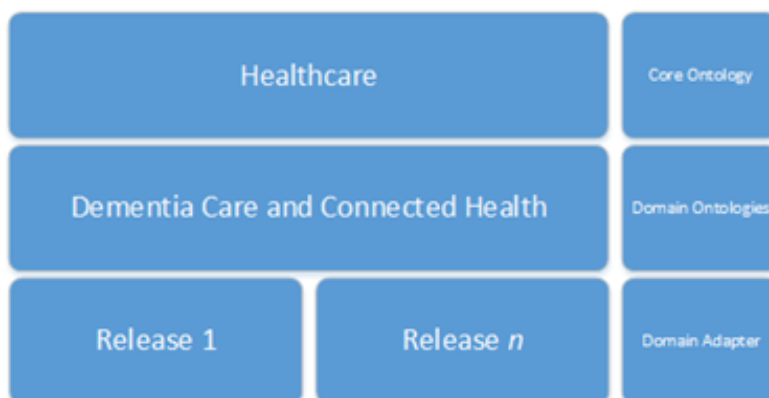 Healthcare
Core Ontology
Dementia Care and Connected Health
Domain Ontologies
Release 1
Release n
Domain Adapter